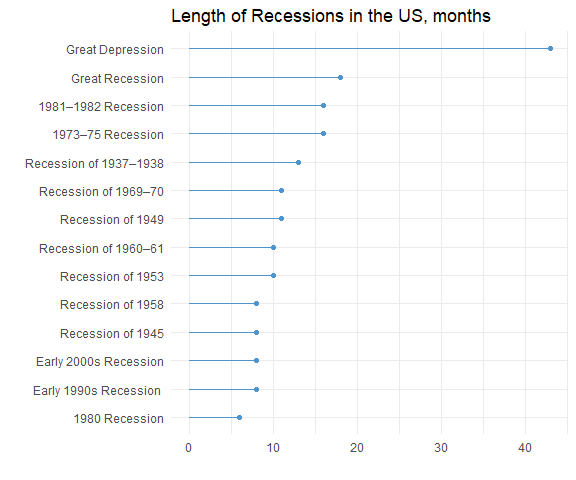 Length of Recessions in the US, months
Great Depression
Great Recession
1981–1982 Recession
1973–75 Recession
Recession of 1937–1938
Recession of 1969–70
Recession of 1949
Recession of 1960–61
Recession of 1953
Recession of 1958
Recession of 1945
Early 2000s Recession
Early 1990s Recession
1980 Recession
0 10 20 30 40